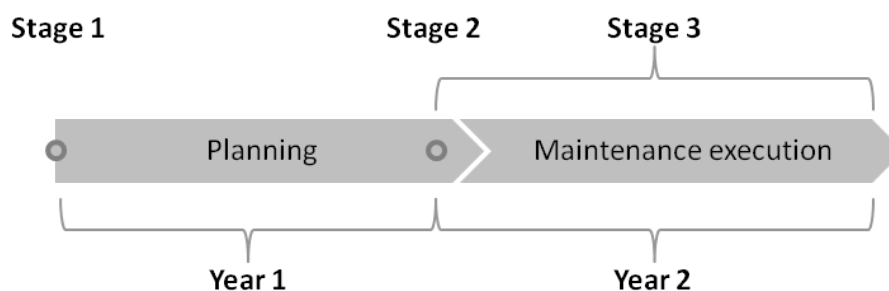 Stage 1
Stage 2
Stage 3
Planning
Maintenance execution
Year 1
Year 2